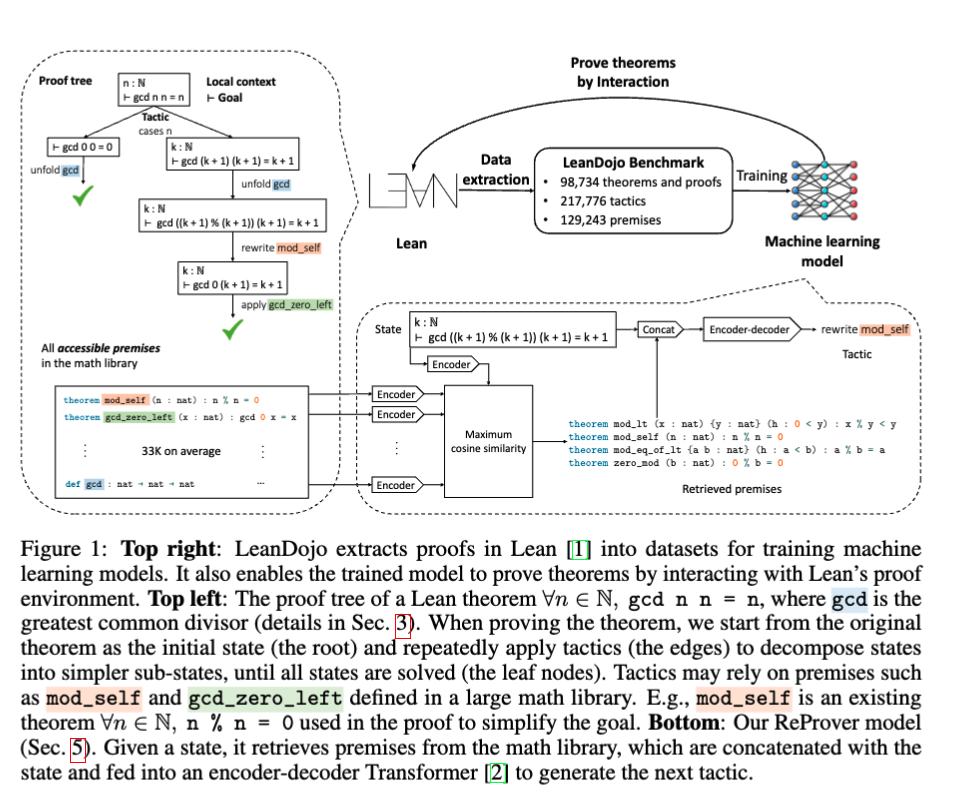 Proof tree
n : ℕ
⊢ gcd n n = n
Local context
⊢ Goal
Tactic
cases n
⊢ gcd 0 0 = 0
k : ℕ
⊢ gcd (k + 1) (k + 1) = k + 1
unfold gcd
unfold gcd
k : ℕ
⊢ gcd ((k + 1) % (k + 1)) (k + 1) = k + 1
rewrite mod_self
k : ℕ
⊢ gcd 0 (k + 1) = k + 1
apply gcd_zero_left
All accessible premises
in the math library
theorem mod_self (n : nat) : n % n = 0
theorem gcd_zero_left (x : nat) : gcd 0 x = x
⋮ 33K on average ⋮
def gcd : nat → nat → nat ...
Prove theorems
by Interaction
LEAN
Lean
Data
extraction
LeanDojo Benchmark
• 98,734 theorems and proofs
• 217,776 tactics
• 129,243 premises
Training
Machine learning
model
State
k : ℕ
⊢ gcd ((k + 1) % (k + 1)) (k + 1) = k + 1
Concat
Encoder-decoder
rewrite mod_self
Tactic
Encoder
Encoder
Encoder
⋮
Encoder
Maximum
cosine similarity
theorem mod_lt (x : nat) {y : nat} (h : 0 < y) : x % y < y
theorem mod_self (n : nat) : n % n = 0
theorem mod_eq_of_lt {a b : nat} (h : a < b) : a % b = a
theorem zero_mod (b : nat) : 0 % b = 0
Retrieved premises
Figure 1: Top right: LeanDojo extracts proofs in Lean [1] into datasets for training machine
learning models. It also enables the trained model to prove theorems by interacting with Lean's proof
environment. Top left: The proof tree of a Lean theorem ∀n ∈ ℕ, gcd n n = n, where gcd is the
greatest common divisor (details in Sec. 3). When proving the theorem, we start from the original
theorem as the initial state (the root) and repeatedly apply tactics (the edges) to decompose states
into simpler sub-states, until all states are solved (the leaf nodes). Tactics may rely on premises such
as mod_self and gcd_zero_left defined in a large math library. E.g., mod_self is an existing
theorem ∀n ∈ ℕ, n % n = 0 used in the proof to simplify the goal. Bottom: Our ReProver model
(Sec. 5). Given a state, it retrieves premises from the math library, which are concatenated with the
state and fed into an encoder-decoder Transformer [2] to generate the next tactic.